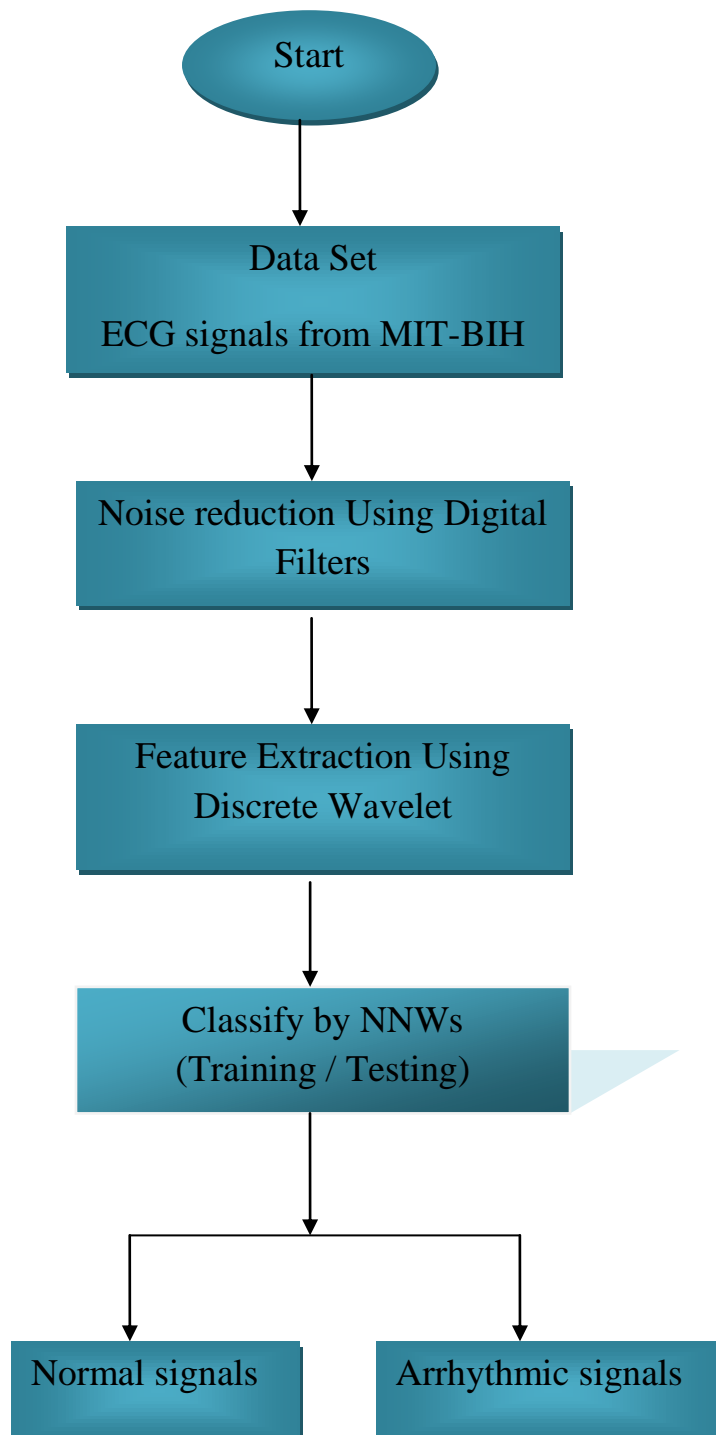 Start
Data Set
ECG signals from MIT-BIH
Noise reduction Using Digital
Filters
Feature Extraction Using
Discrete Wavelet
Classify by NNWs
(Training / Testing)
Normal signals
Arrhythmic signals